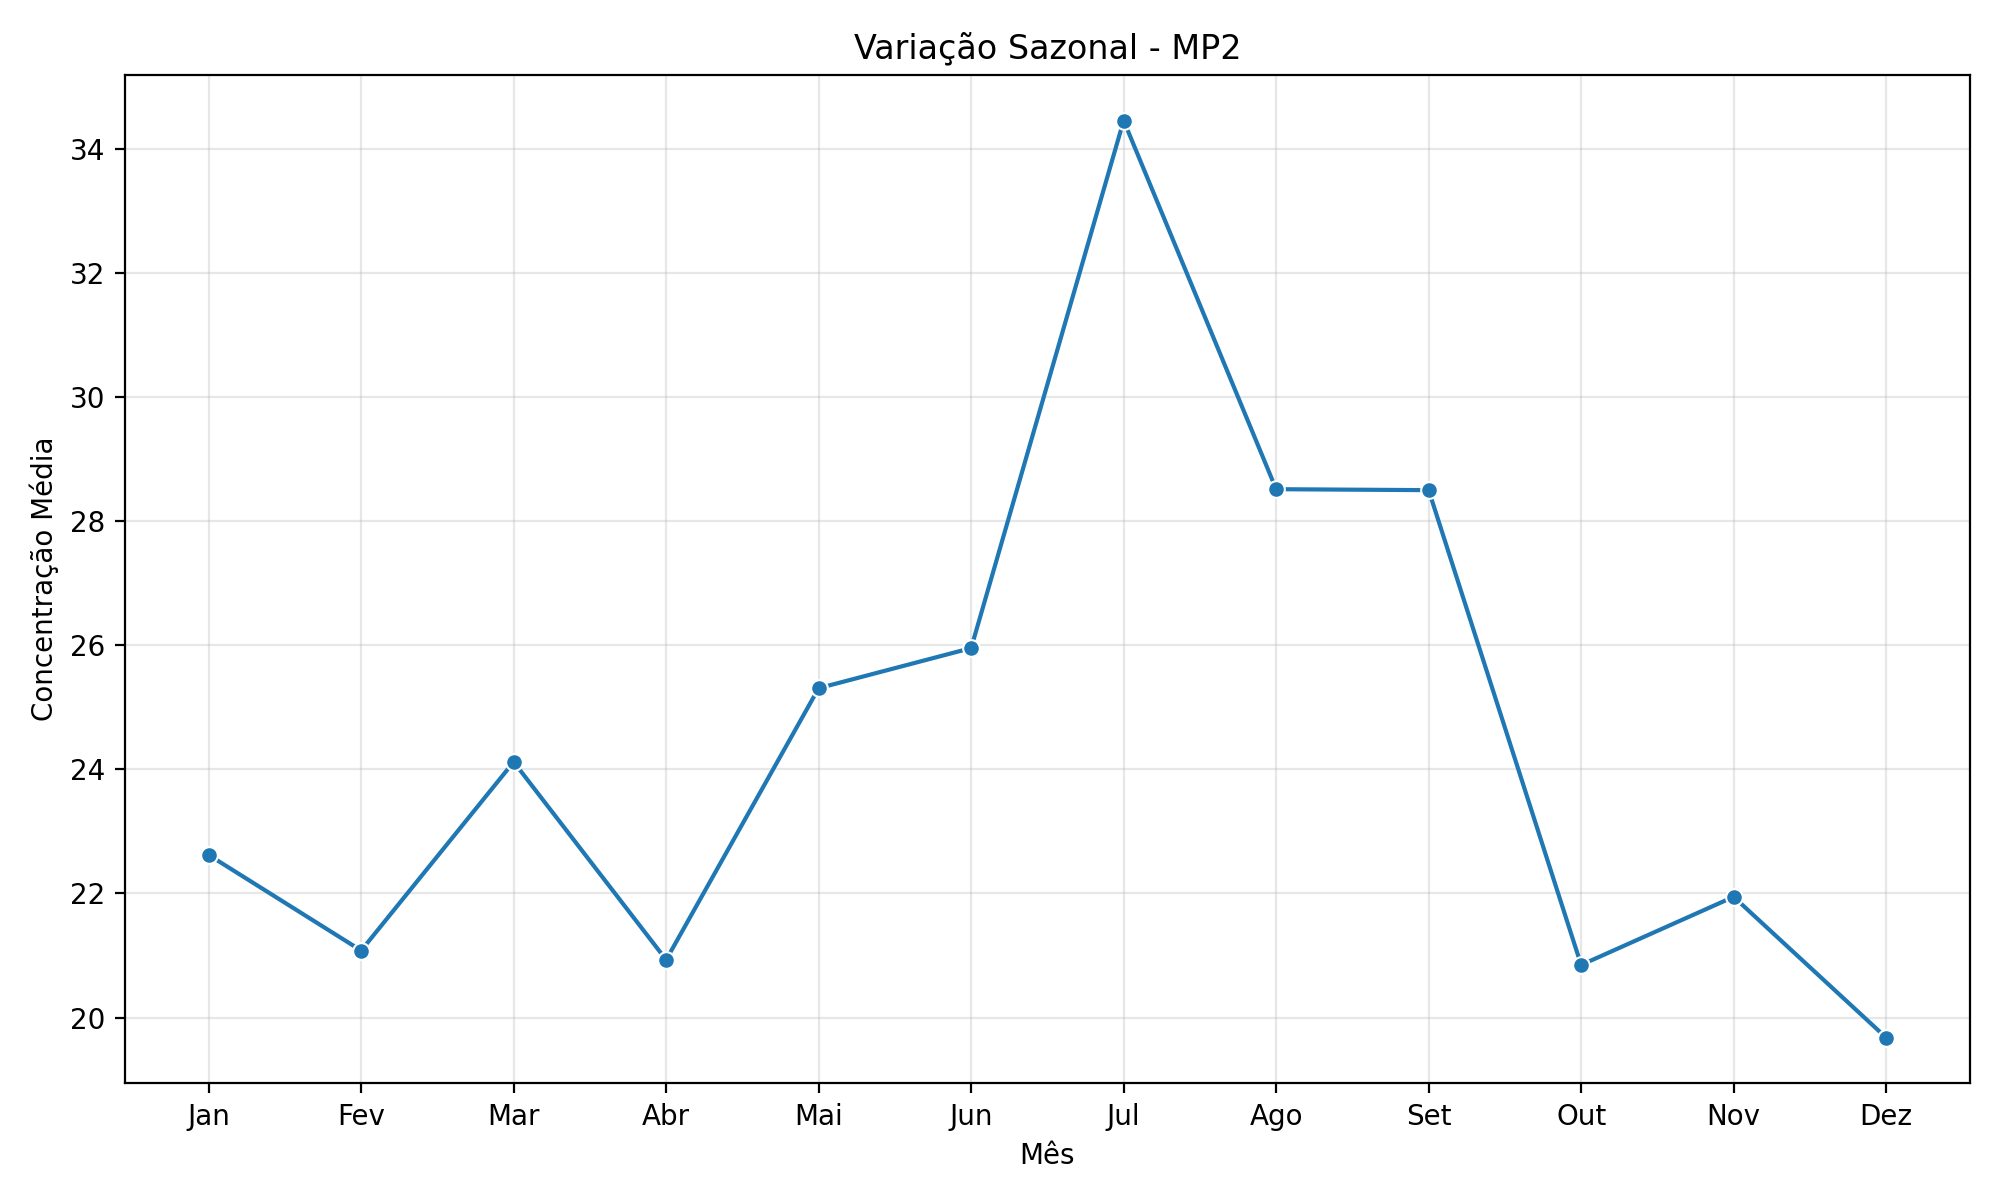 Variação Sazonal - MP2
34
32
30
28
26
24
22
20
Concentração Média
Jan Fev Mar Abr Mai Jun Jul Ago Set Out Nov Dez
Mês